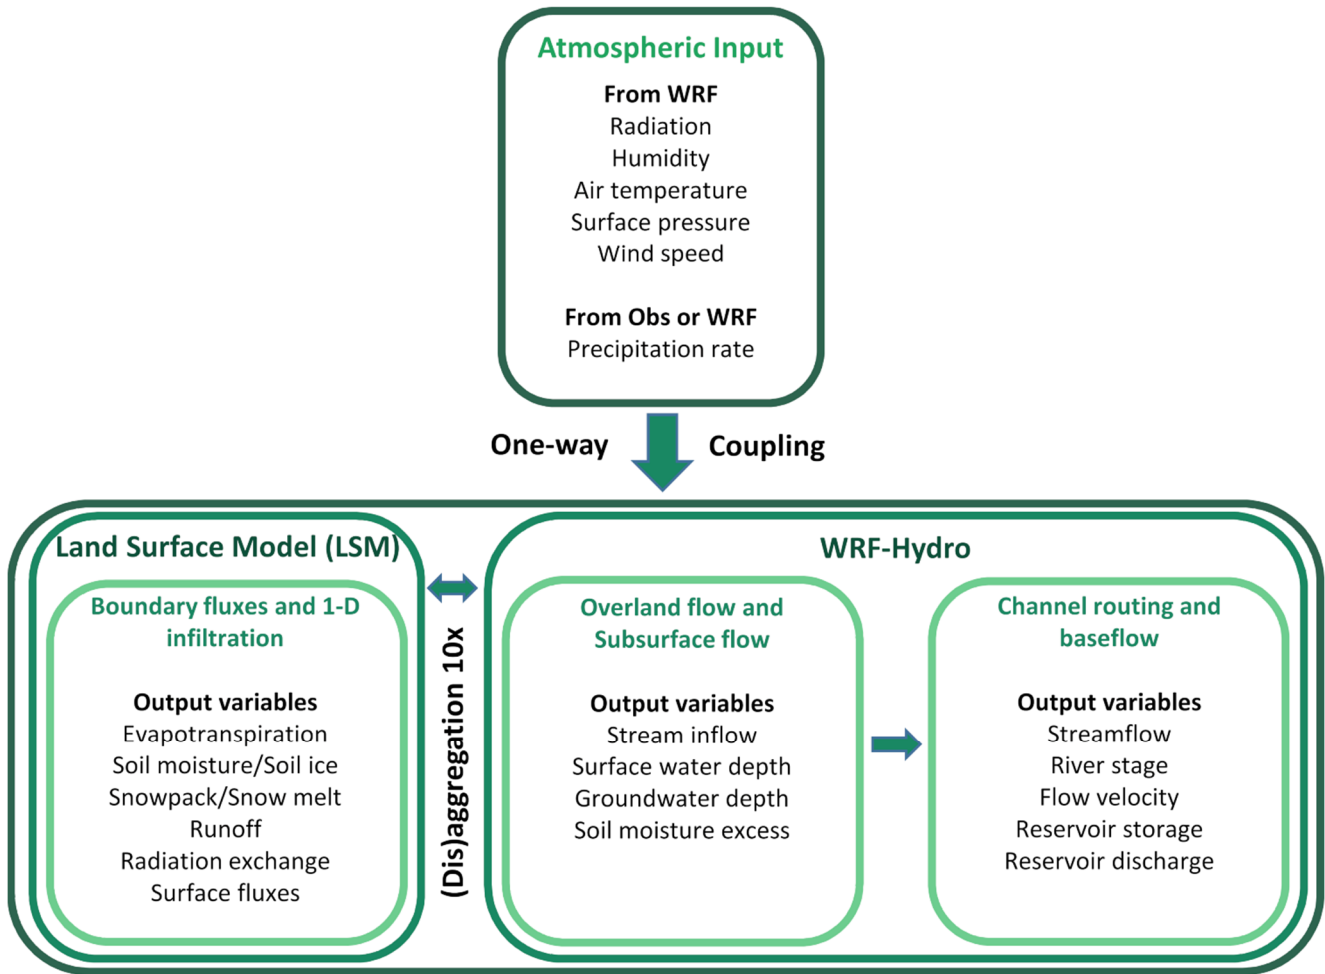 Atmospheric Input
From WRF
Radiation
Humidity
Air temperature
Surface pressure
Wind speed
From Obs or WRF
Precipitation rate
One-way
Coupling
Land Surface Model (LSM)
Boundary fluxes and 1-D
infiltration
Output variables
Evapotranspiration
Soil moisture/Soil ice
Snowpack/Snow melt
Runoff
Radiation exchange
Surface fluxes
(Dis)aggregation 10x
WRF-Hydro
Overland flow and
Subsurface flow
Output variables
Stream inflow
Surface water depth
Groundwater depth
Soil moisture excess
Channel routing and
baseflow
Output variables
Streamflow
River stage
Flow velocity
Reservoir storage
Reservoir discharge